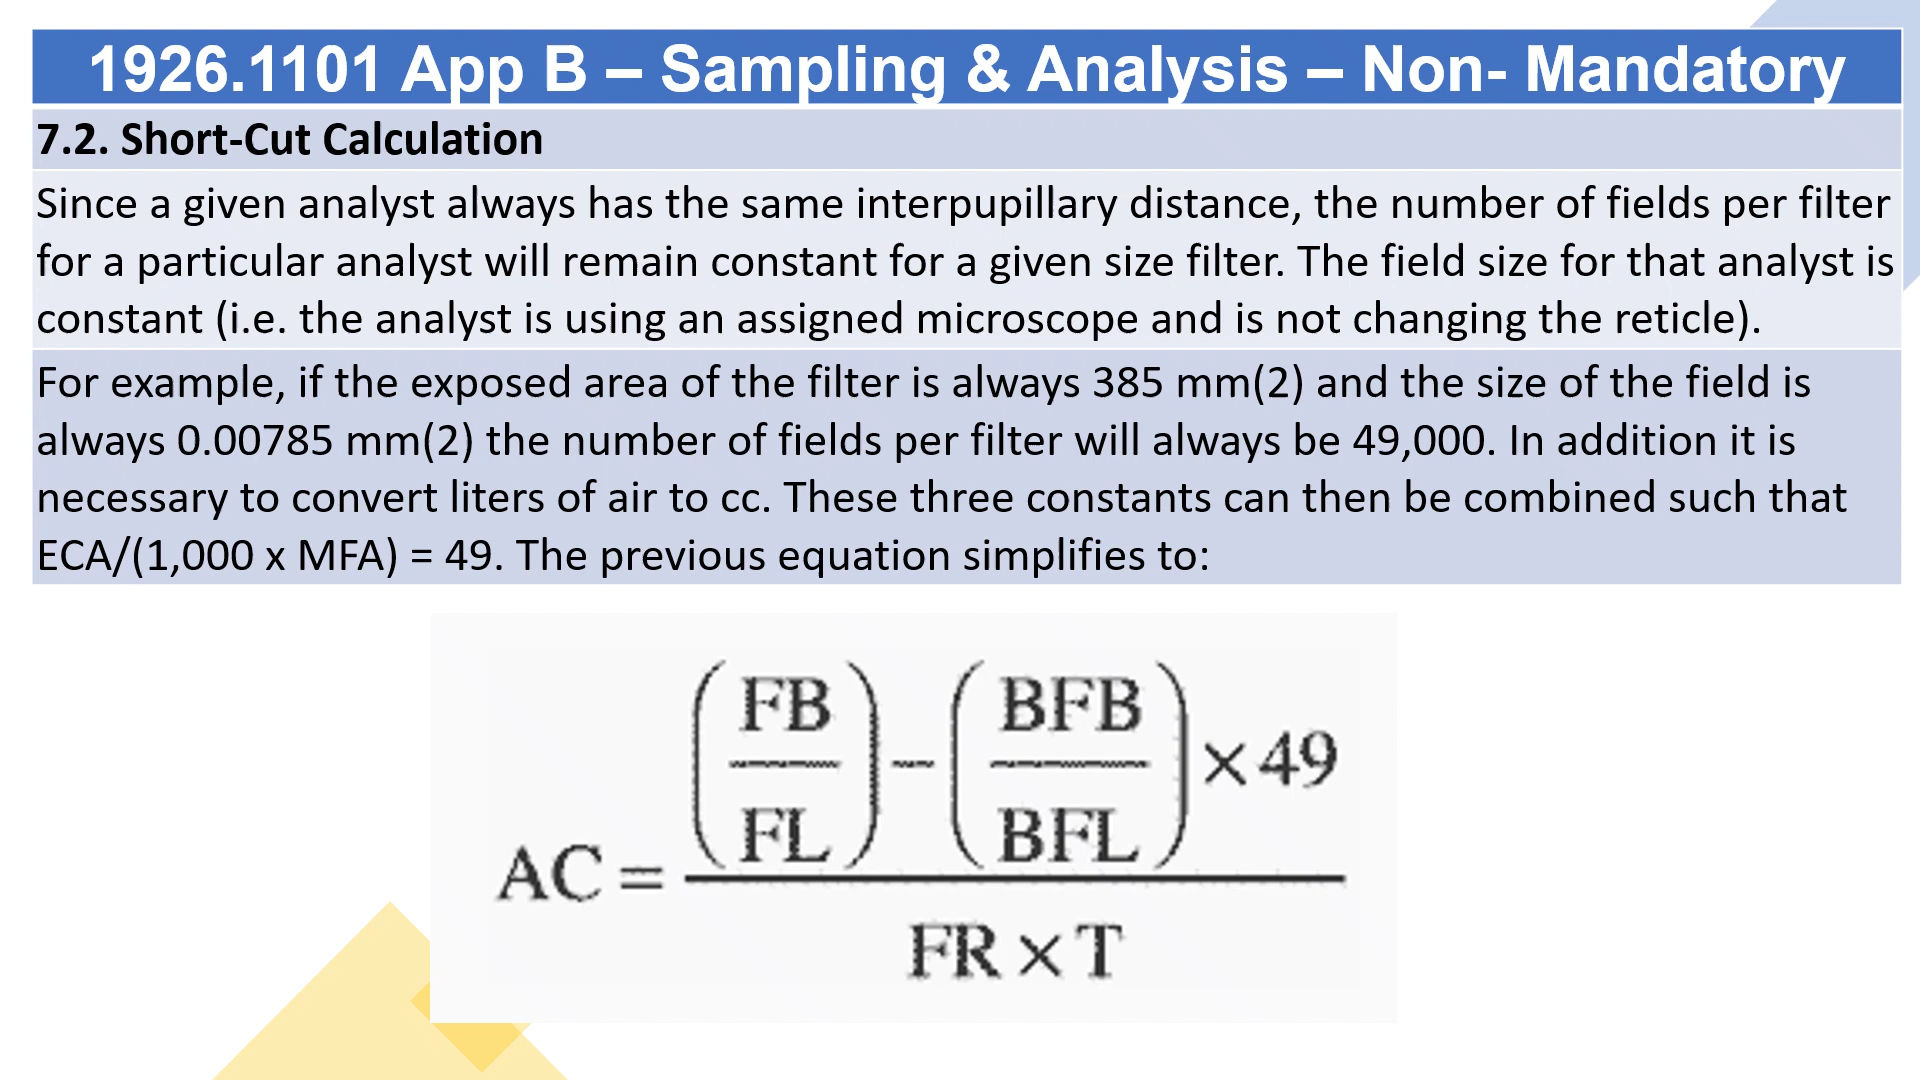 1926.1101 App B – Sampling & Analysis – Non- Mandatory
7.2. Short-Cut Calculation
Since a given analyst always has the same interpupillary distance, the number of fields per filter
for a particular analyst will remain constant for a given size filter. The field size for that analyst is
constant (i.e. the analyst is using an assigned microscope and is not changing the reticle).
For example, if the exposed area of the filter is always 385 mm(2) and the size of the field is
always 0.00785 mm(2) the number of fields per filter will always be 49,000. In addition it is
necessary to convert liters of air to cc. These three constants can then be combined such that
ECA/(1,000 x MFA) = 49. The previous equation simplifies to:
AC = ((FB/FL) – (BFB/BFL) × 49) / (FR × T)